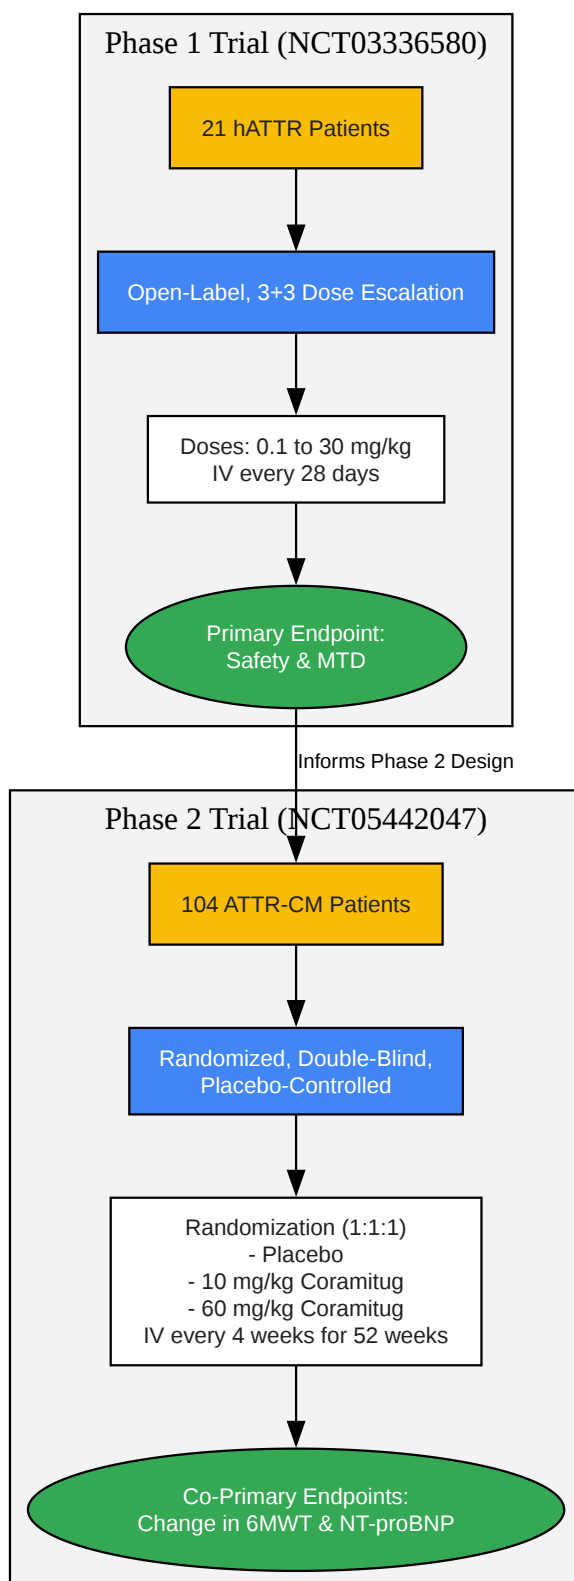 Phase 1 Trial (NCT03336580)
21 hATTR Patients
Open-Label, 3+3 Dose Escalation
Doses: 0.1 to 30 mg/kg
IV every 28 days
Primary Endpoint:
Safety & MTD
Informs Phase 2 Design
Phase 2 Trial (NCT05442047)
104 ATTR-CM Patients
Randomized, Double-Blind,
Placebo-Controlled
Randomization (1:1:1)
- Placebo
- 10 mg/kg Coramitug
- 60 mg/kg Coramitug
IV every 4 weeks for 52 weeks
Co-Primary Endpoints:
Change in 6MWT & NT-proBNP